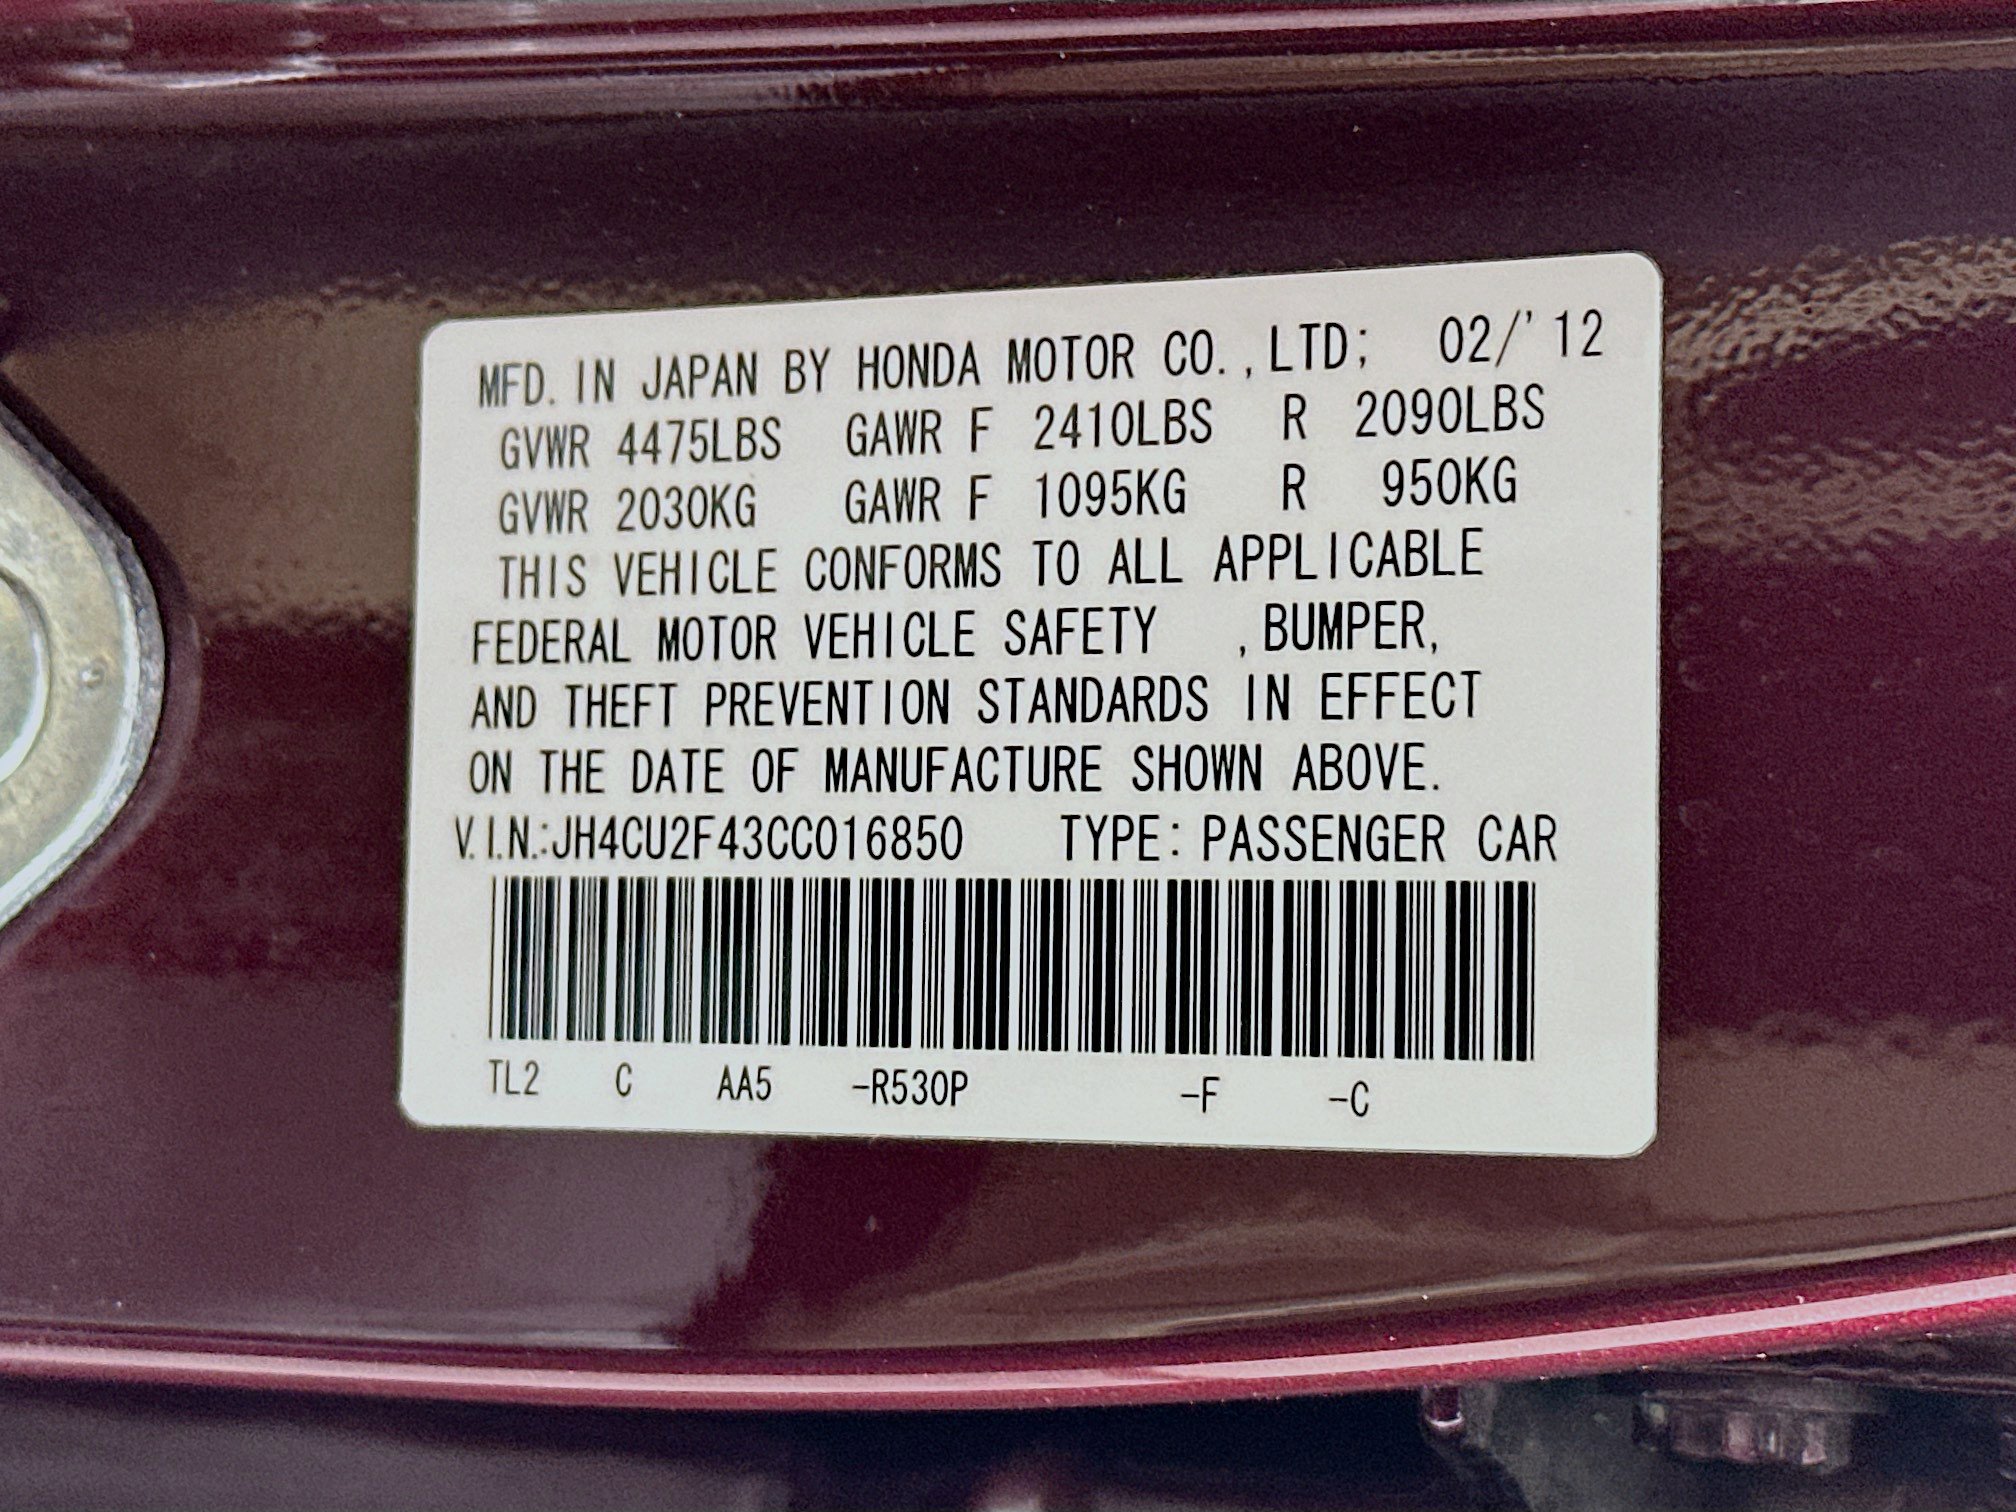 MFD. IN JAPAN BY HONDA MOTOR CO.,LTD; 02/'12
GVWR 4475LBS GAWR F 2410LBS R 2090LBS
GVWR 2030KG GAWR F 1095KG R 950KG
THIS VEHICLE CONFORMS TO ALL APPLICABLE
FEDERAL MOTOR VEHICLE SAFETY ,BUMPER,
AND THEFT PREVENTION STANDARDS IN EFFECT
ON THE DATE OF MANUFACTURE SHOWN ABOVE.
V.I.N.:JH4CU2F43CC016850 TYPE: PASSENGER CAR
TL2 C AA5 -R530P -F -C